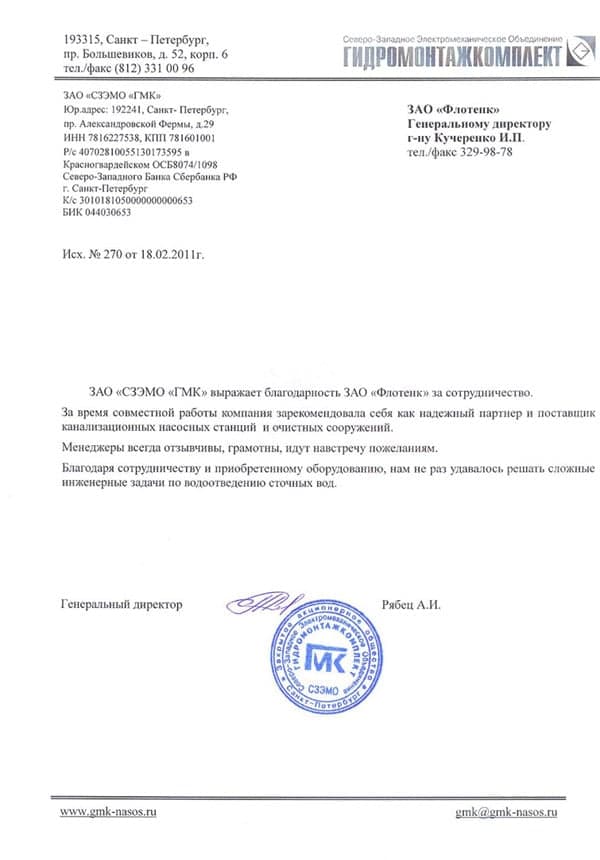 193315, Санкт – Петербург,
пр. Большевиков, д. 52, корп. 6
тел./факс (812) 331 00 96
Северо-Западное Электромеханическое Объединение
ГИДРОМОНТАЖКОМПЛЕКТ
ЗАО «СЗЭМО «ГМК»
Юр.адрес: 192241, Санкт- Петербург,
пр. Александровской Фермы, д.29
ИНН 7816227538, КПП 781601001
Р/с 40702810055130173595 в
Красногвардейском ОСБ8074/1098
Северо-Западного Банка Сбербанка РФ
г. Санкт-Петербург
К/с 3010181050000000000653
БИК 044030653
ЗАО «Флотенк»
Генеральному директору
г-ну Кучеренко И.П.
тел./факс 329-98-78
Исх. № 270 от 18.02.2011г.
ЗАО «СЗЭМО «ГМК» выражает благодарность ЗАО «Флотенк» за сотрудничество.
За время совместной работы компания зарекомендовала себя как надежный партнер и поставщик
канализационных насосных станций и очистных сооружений.
Менеджеры всегда отзывчивы, грамотны, идут навстречу пожеланиям.
Благодаря сотрудничеству и приобретенному оборудованию, нам не раз удавалось решать сложные
инженерные задачи по водоотведению сточных вод.
Генеральный директор
Рябец А.И.
Закрытое акционерное общество
Санкт-Петербург
Северо-Западное Электромеханическое Объединение
ГИДРОМОНТАЖКОМПЛЕКТ
ГМК
СЗЭМО
www.gmk-nasos.ru
gmk@gmk-nasos.ru